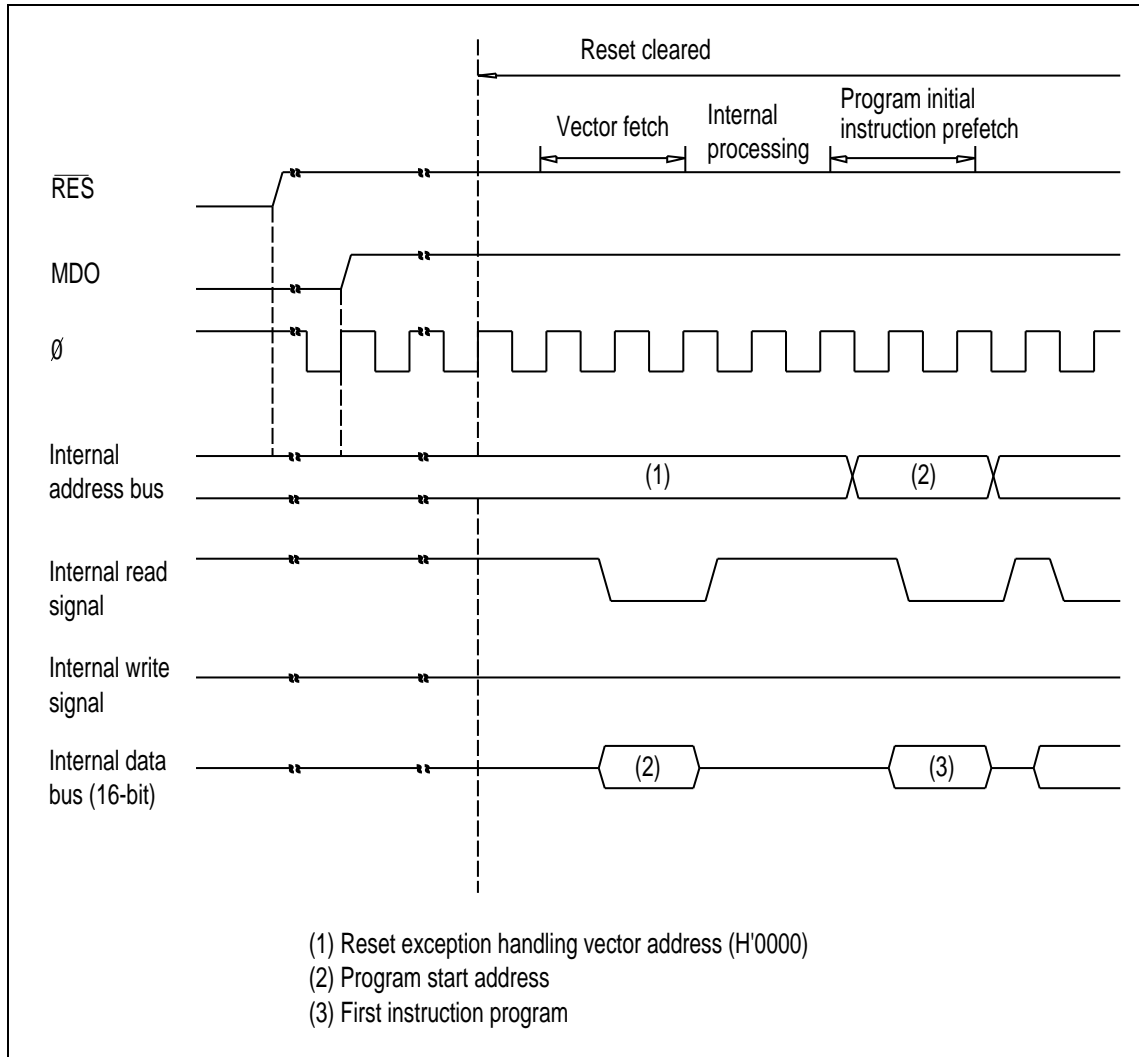 Reset cleared
Vector fetch
Internal
processing
Program initial
instruction prefetch
RES
MDO
Ø
Internal
address bus
(1)
(2)
Internal read
signal
Internal write
signal
Internal data
bus (16-bit)
(2)
(3)
(1) Reset exception handling vector address (H'0000)
(2) Program start address
(3) First instruction program